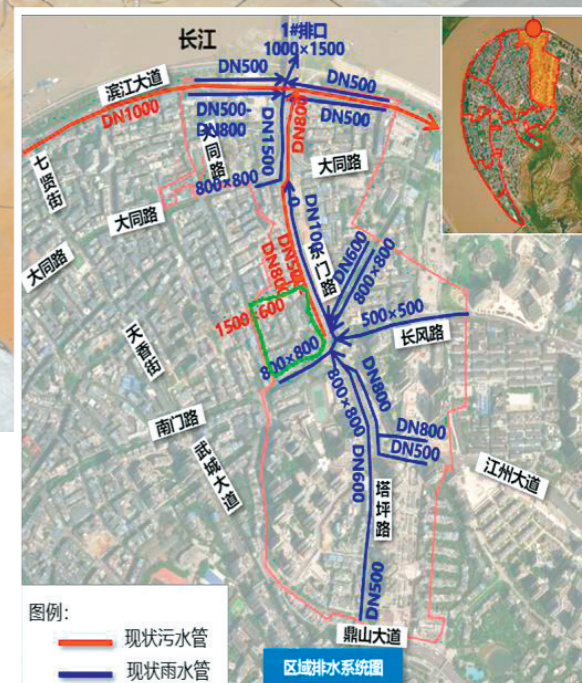 长江
1#排口
1000×1500
DN500
滨江大道
DN1000
DN500-
DN800
DN500
DN500
DN800
DN1500
大同路
大同路
七贤街
800×800
大同路
大同路
DN600
800×800
东门路
DN500
1500×600
500×500
长风路
天香街
800×800
800×800
DN800
南门路
DN800
DN500
武城大道
DN600
江州大道
塔坪路
DN500
图例:
现状污水管
现状雨水管
鼎山大道
区域排水系统图